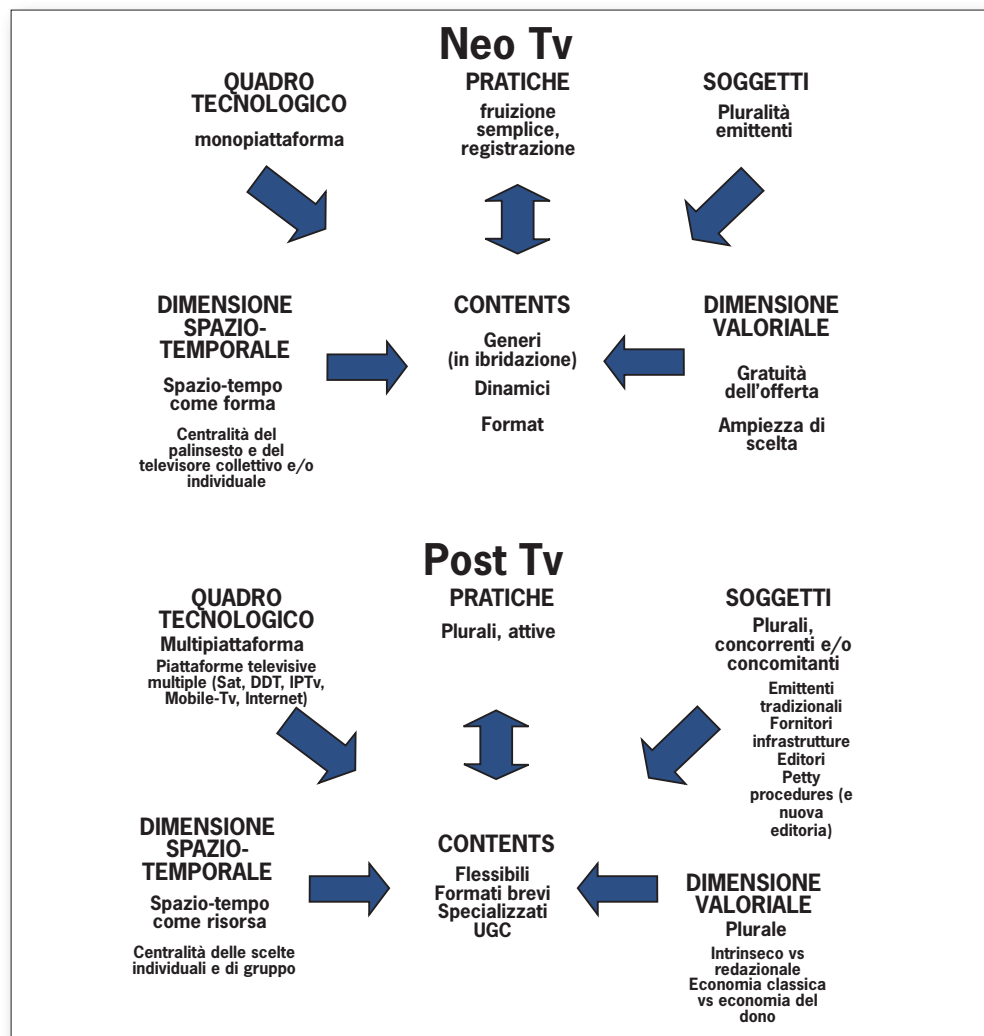 Neo Tv
QUADRO
TECNOLOGICO
monopiattaforma
PRATICHE
fruizione
semplice,
registrazione
SOGGETTI
Pluralità
emittenti
DIMENSIONE
SPAZIO-
TEMPORALE
Spazio-tempo
come forma
Centralità del
palinsesto e del
televisore collettivo e/o
individuale
CONTENTS
Generi
(in ibridazione)
Dinamici
Format
DIMENSIONE
VALORIALE
Gratuità
dell'offerta
Ampiezza di
scelta
Post Tv
QUADRO
TECNOLOGICO
Multipiattaforma
Piattaforme televisive
multiple (Sat, DDT, IPTv,
Mobile-Tv, Internet)
PRATICHE
Plurali, attive
SOGGETTI
Plurali,
concorrenti e/o
concomitanti
Emittenti
tradizionali
Fornitori
infrastrutture
Editori
Petty
procedures (e
nuova
editoria)
DIMENSIONE
SPAZIO-
TEMPORALE
Spazio-tempo
come risorsa
Centralità delle scelte
individuali e di gruppo
CONTENTS
Flessibili
Formati brevi
Specializzati
UGC
DIMENSIONE
VALORIALE
Plurale
Intrinseco vs
redazionale
Economia classica
vs economia del
dono